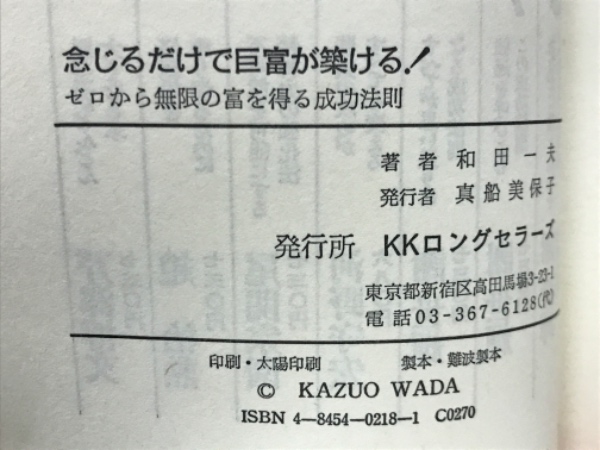 念じるだけで巨富が築ける!
ゼロから無限の富を得る成功法則
著者 和田一夫
発行者 真船美保子
発行所 KKロングセラーズ
東京都新宿区高田馬場3-23-1
電話03-367-6128(代)
印刷・太陽印刷 製本・難波製本
© KAZUO WADA
ISBN 4-8454-0218-1 C0270